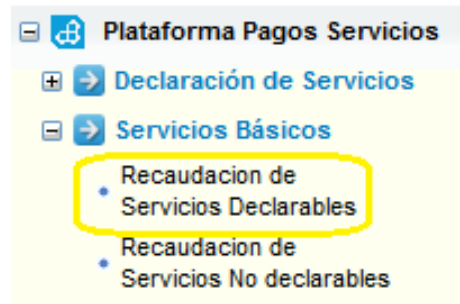 Plataforma Pagos Servicios
Declaración de Servicios
Servicios Básicos
Recaudacion de
Servicios Declarables
Recaudacion de
Servicios No declarables